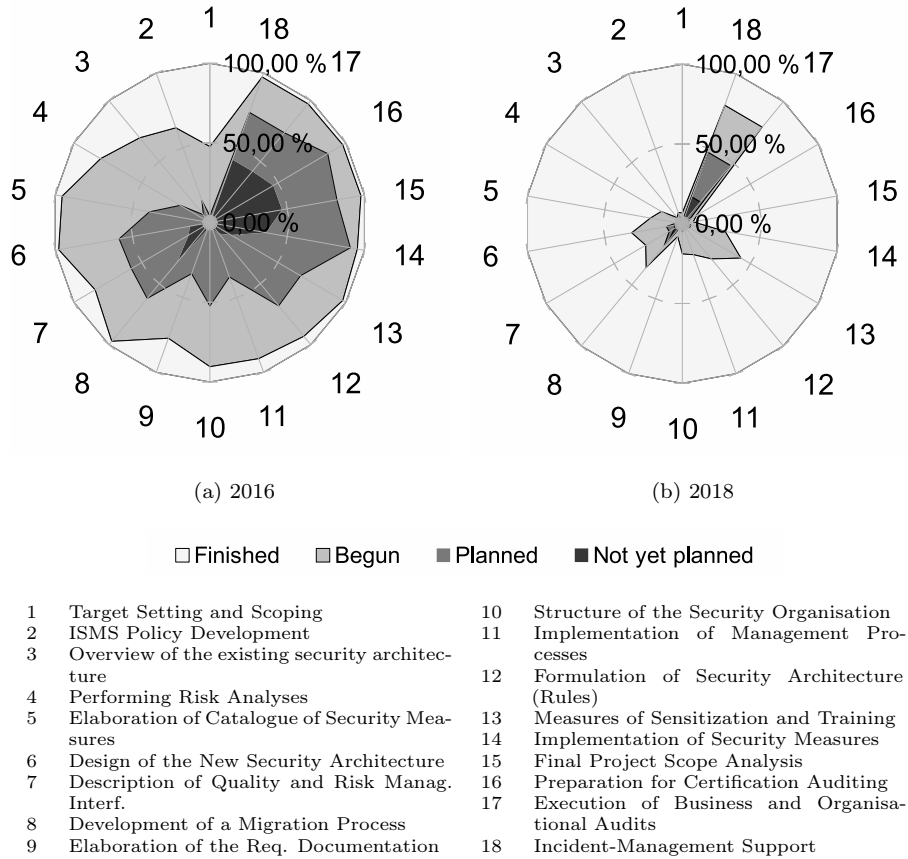 1
18
17
16
15
14
13
12
11
10
9
8
7
6
5
4
3
2
100,00 %
50,00 %
0,00 %
(a) 2016
1
18
17
16
15
14
13
12
11
10
9
8
7
6
5
4
3
2
100,00 %
50,00 %
0,00 %
(b) 2018
Finished
Begun
Planned
Not yet planned
1 Target Setting and Scoping
2 ISMS Policy Development
3 Overview of the existing security architec-
ture
4 Performing Risk Analyses
5 Elaboration of Catalogue of Security Mea-
sures
6 Design of the New Security Architecture
7 Description of Quality and Risk Manag.
Interf.
8 Development of a Migration Process
9 Elaboration of the Req. Documentation
10 Structure of the Security Organisation
11 Implementation of Management Pro-
cesses
12 Formulation of Security Architecture
(Rules)
13 Measures of Sensitization and Training
14 Implementation of Security Measures
15 Final Project Scope Analysis
16 Preparation for Certification Auditing
17 Execution of Business and Organisa-
tional Audits
18 Incident-Management Support